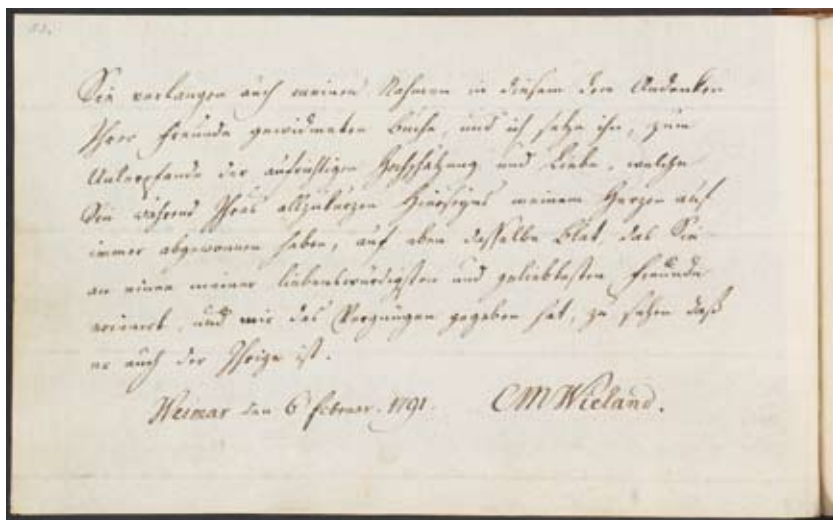 Sie verlangen auch meinen Nahmen in diesem dem Andenken
Ihrer Freunde gewidmeten Buche, und ich setze ihn, zum
Unterpfande der aufrichtigen Hochschätzung und Liebe, welche
Sie während Ihres allzukurzen Hierseyns meinem Herzen auf
immer abgewonnen haben, auf eben dasselbe Blat, das Sie
an einen meiner liebenswürdigsten und geliebtesten Freunde
erinnert, und mir das Vergnügen gegeben hat, zu sehen daß
er auch der Ihrige ist.
Weimar den 6 Februar. 1791. CMWieland.